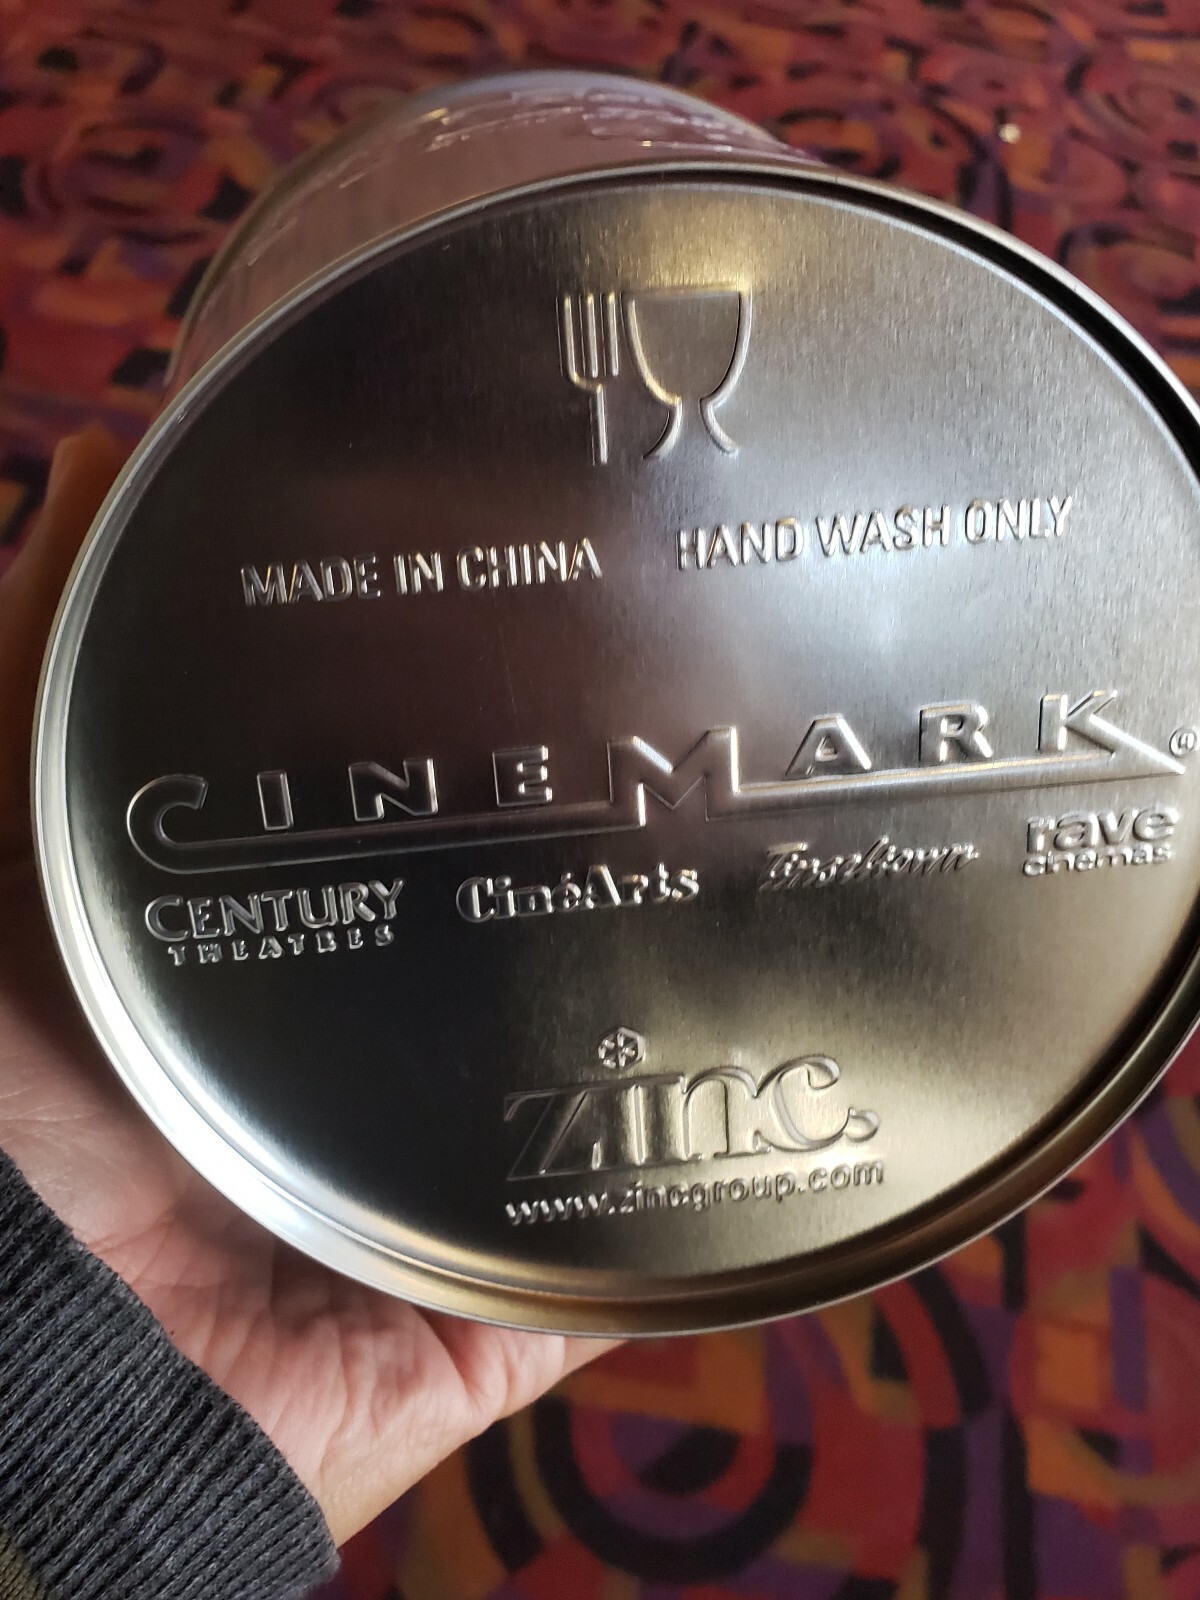 MADE IN CHINA HAND WASH ONLY
CINEMARK®
CENTURY THEATRES
CinéArts
Tinseltown
rave cinemas
zinc.
www.zincgroup.com